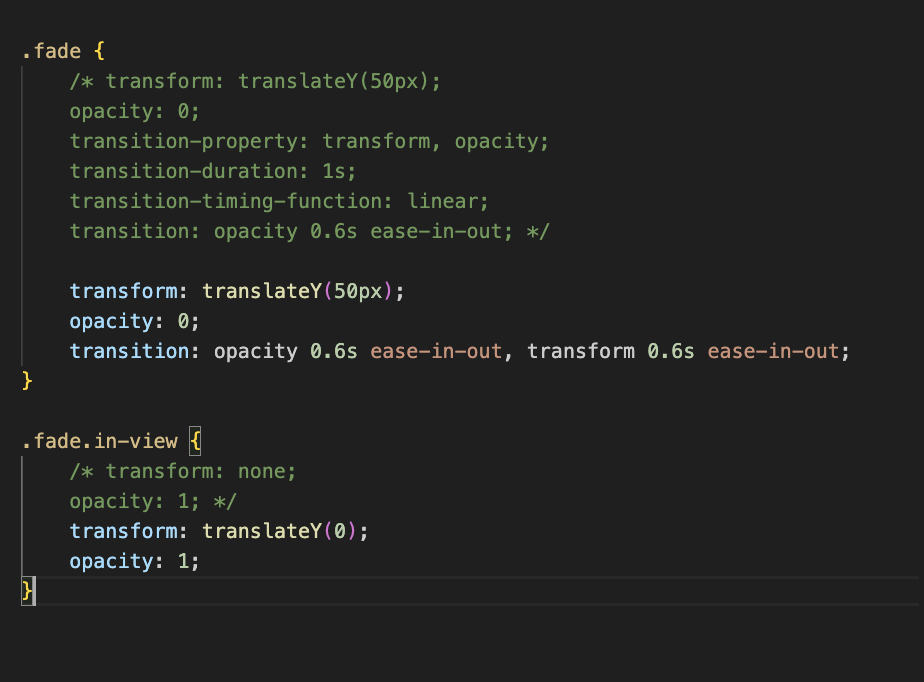 .fade {
/* transform: translateY(50px);
opacity: 0;
transition-property: transform, opacity;
transition-duration: 1s;
transition-timing-function: linear;
transition: opacity 0.6s ease-in-out; */
transform: translateY(50px);
opacity: 0;
transition: opacity 0.6s ease-in-out, transform 0.6s ease-in-out;
}
.fade.in-view {
/* transform: none;
opacity: 1; */
transform: translateY(0);
opacity: 1;
}